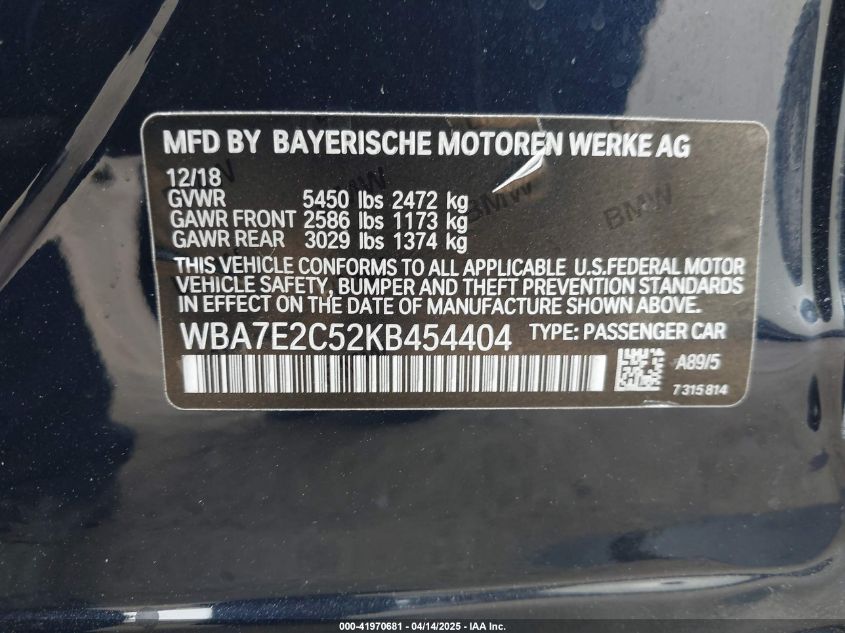 MFD BY BAYERISCHE MOTOREN WERKE AG
12/18
GVWR 5450 lbs 2472 kg
GAWR FRONT 2586 lbs 1173 kg
GAWR REAR 3029 lbs 1374 kg
THIS VEHICLE CONFORMS TO ALL APPLICABLE U.S.FEDERAL MOTOR
VEHICLE SAFETY, BUMPER AND THEFT PREVENTION STANDARDS
IN EFFECT ON THE DATE OF MANUFACTURE SHOWN ABOVE.
WBA7E2C52KB454404 TYPE: PASSENGER CAR
A89/5
7 315 814
BMW
BMW
000-41970681 - 04/14/2025 - IAA Inc.